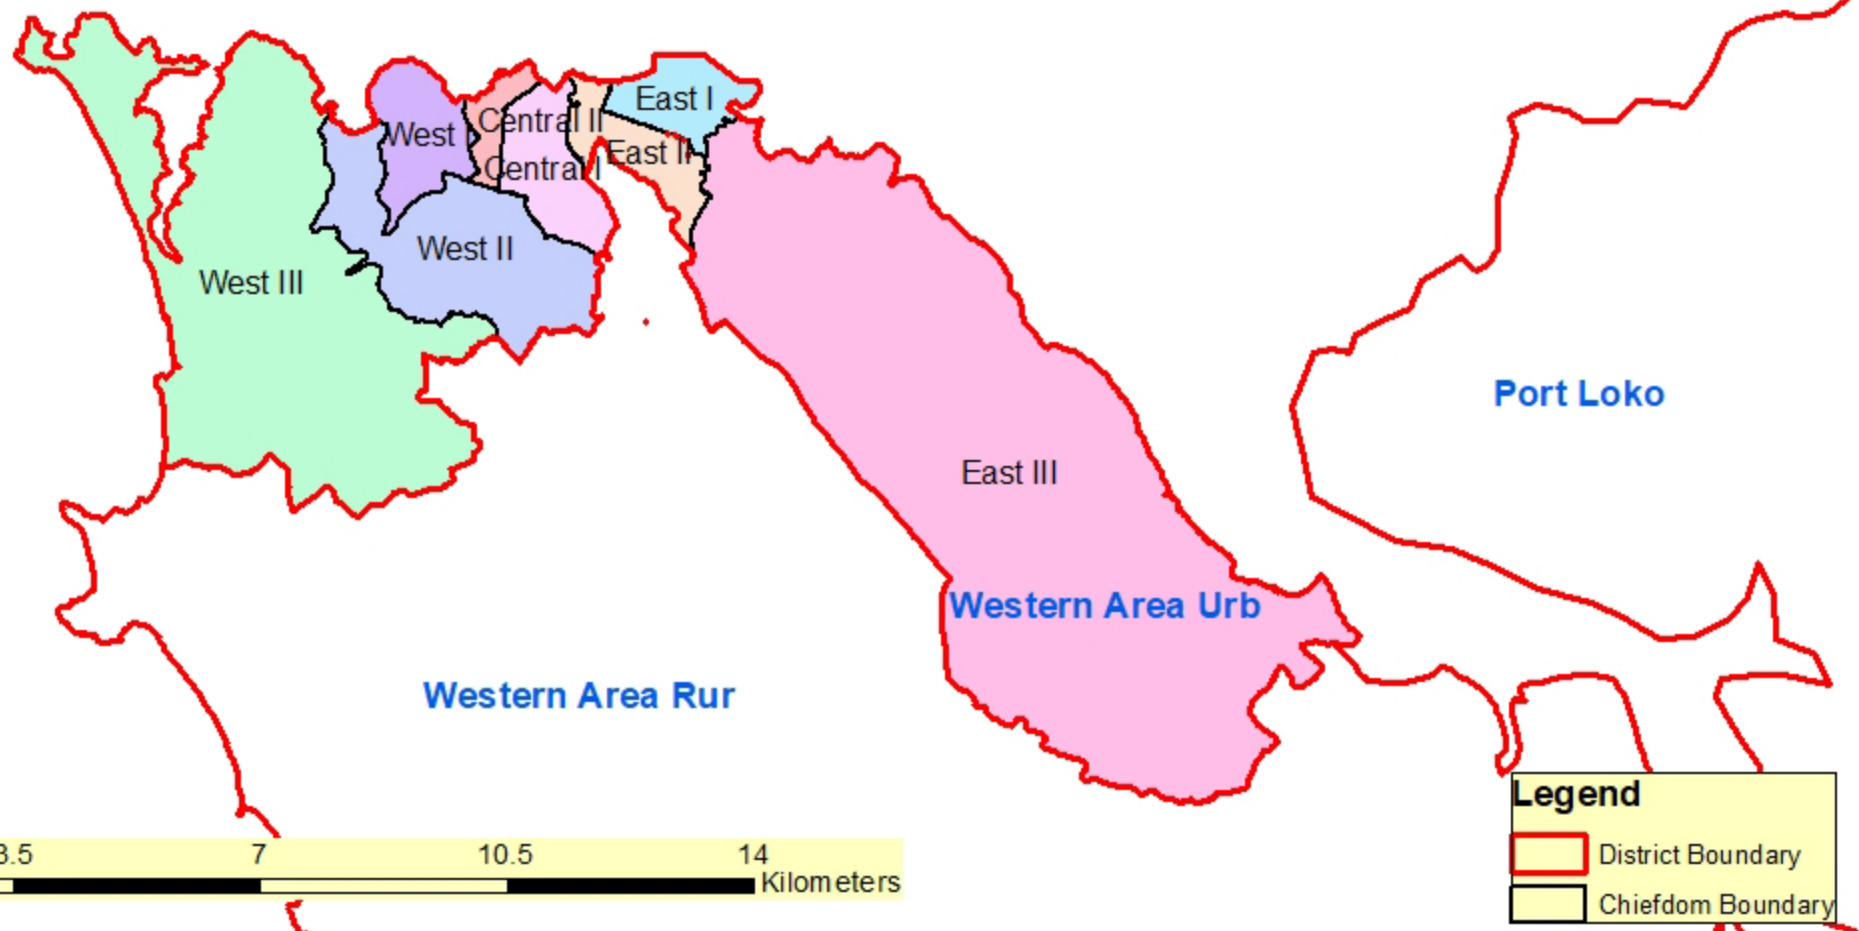 East I
Central II
West
East II
Central I
West II
West III
Port Loko
East III
Western Area Urb
Western Area Rur
3.5 7 10.5 14
Kilometers
Legend
District Boundary
Chiefdom Boundary